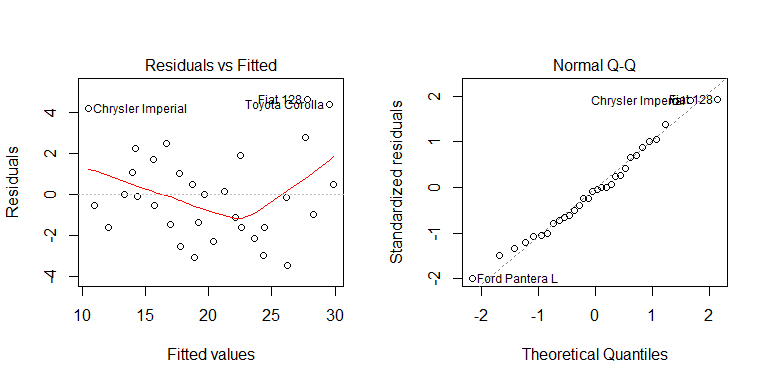 Residuals vs Fitted
Residuals
4
2
0
-2
-4
Fiat 128
Toyota Corolla
Chrysler Imperial
10
15
20
25
30
Fitted values
Normal Q-Q
Standardized residuals
2
1
0
-1
-2
Chrysler Imperial
Fiat 128
Ford Pantera L
-2
-1
0
1
2
Theoretical Quantiles